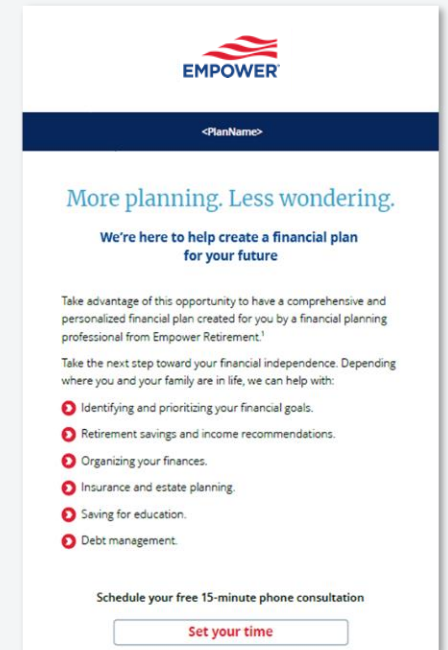 EMPOWER
<PlanName>
More planning. Less wondering.
We're here to help create a financial plan
for your future
Take advantage of this opportunity to have a comprehensive and
personalized financial plan created for you by a financial planning
professional from Empower Retirement.¹
Take the next step toward your financial independence. Depending
where you and your family are in life, we can help with:
Identifying and prioritizing your financial goals.
Retirement savings and income recommendations.
Organizing your finances.
Insurance and estate planning.
Saving for education.
Debt management.
Schedule your free 15-minute phone consultation
Set your time